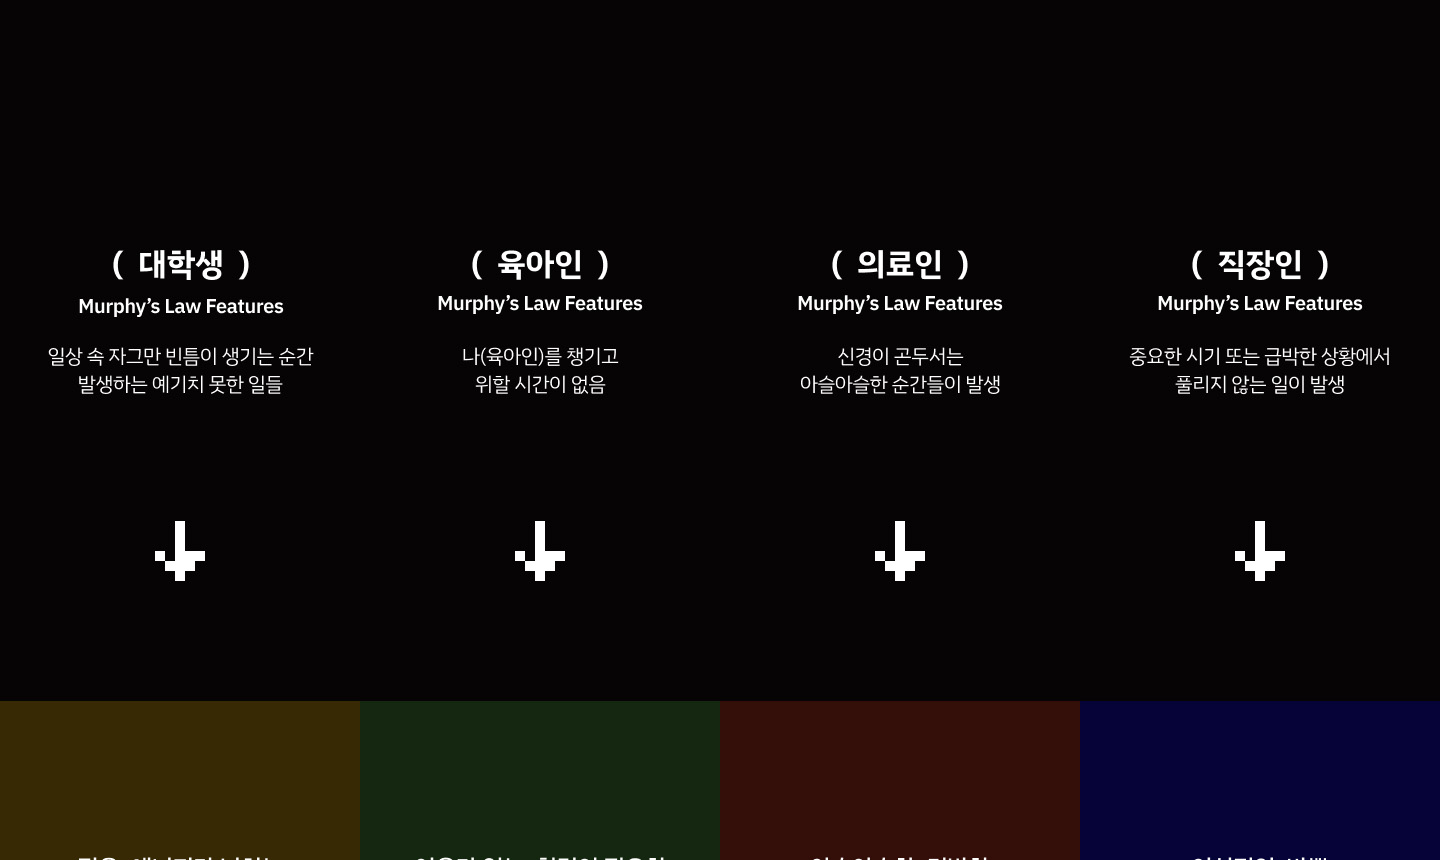 ( 대학생 )
Murphy’s Law Features
일상 속 자그만 빈틈이 생기는 순간
발생하는 예기치 못한 일들
( 육아인 )
Murphy’s Law Features
나(육아인)를 챙기고
위할 시간이 없음
( 의료인 )
Murphy’s Law Features
신경이 곤두서는
아슬아슬한 순간들이 발생
( 직장인 )
Murphy’s Law Features
중요한 시기 또는 급박한 상황에서
풀리지 않는 일이 발생